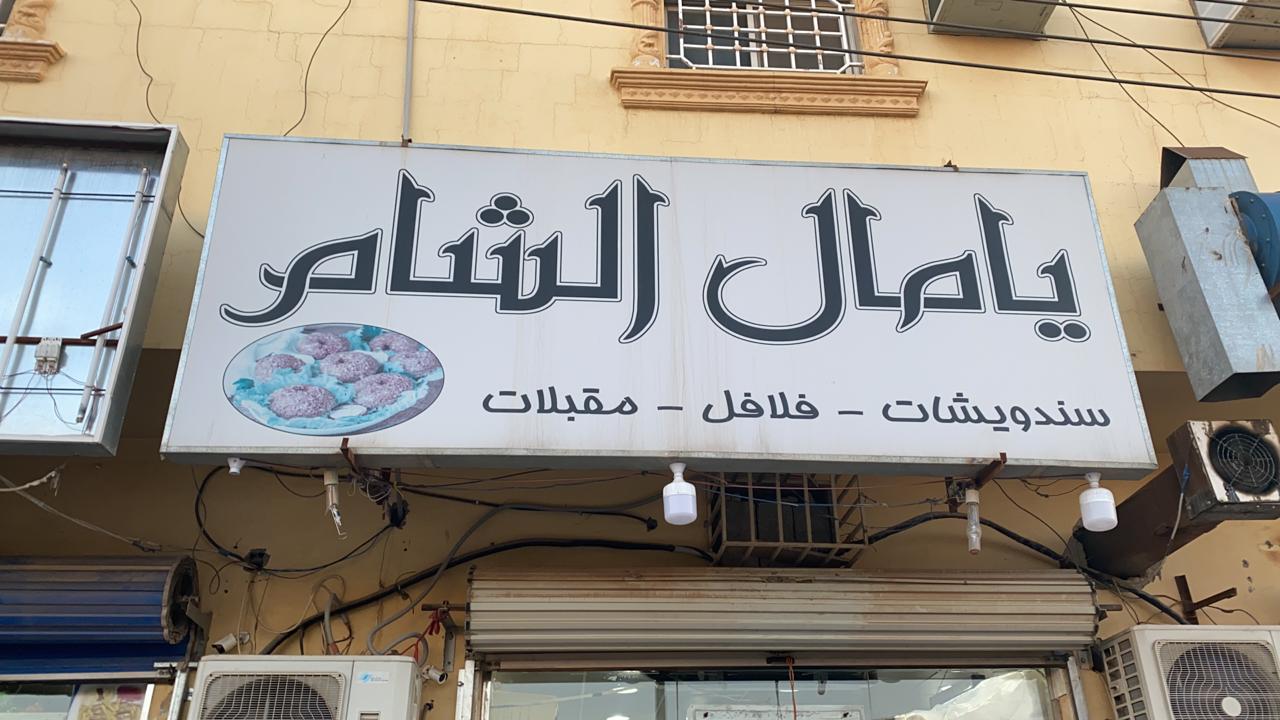 يامال الشام
سندويشات - فلافل - مقبلات